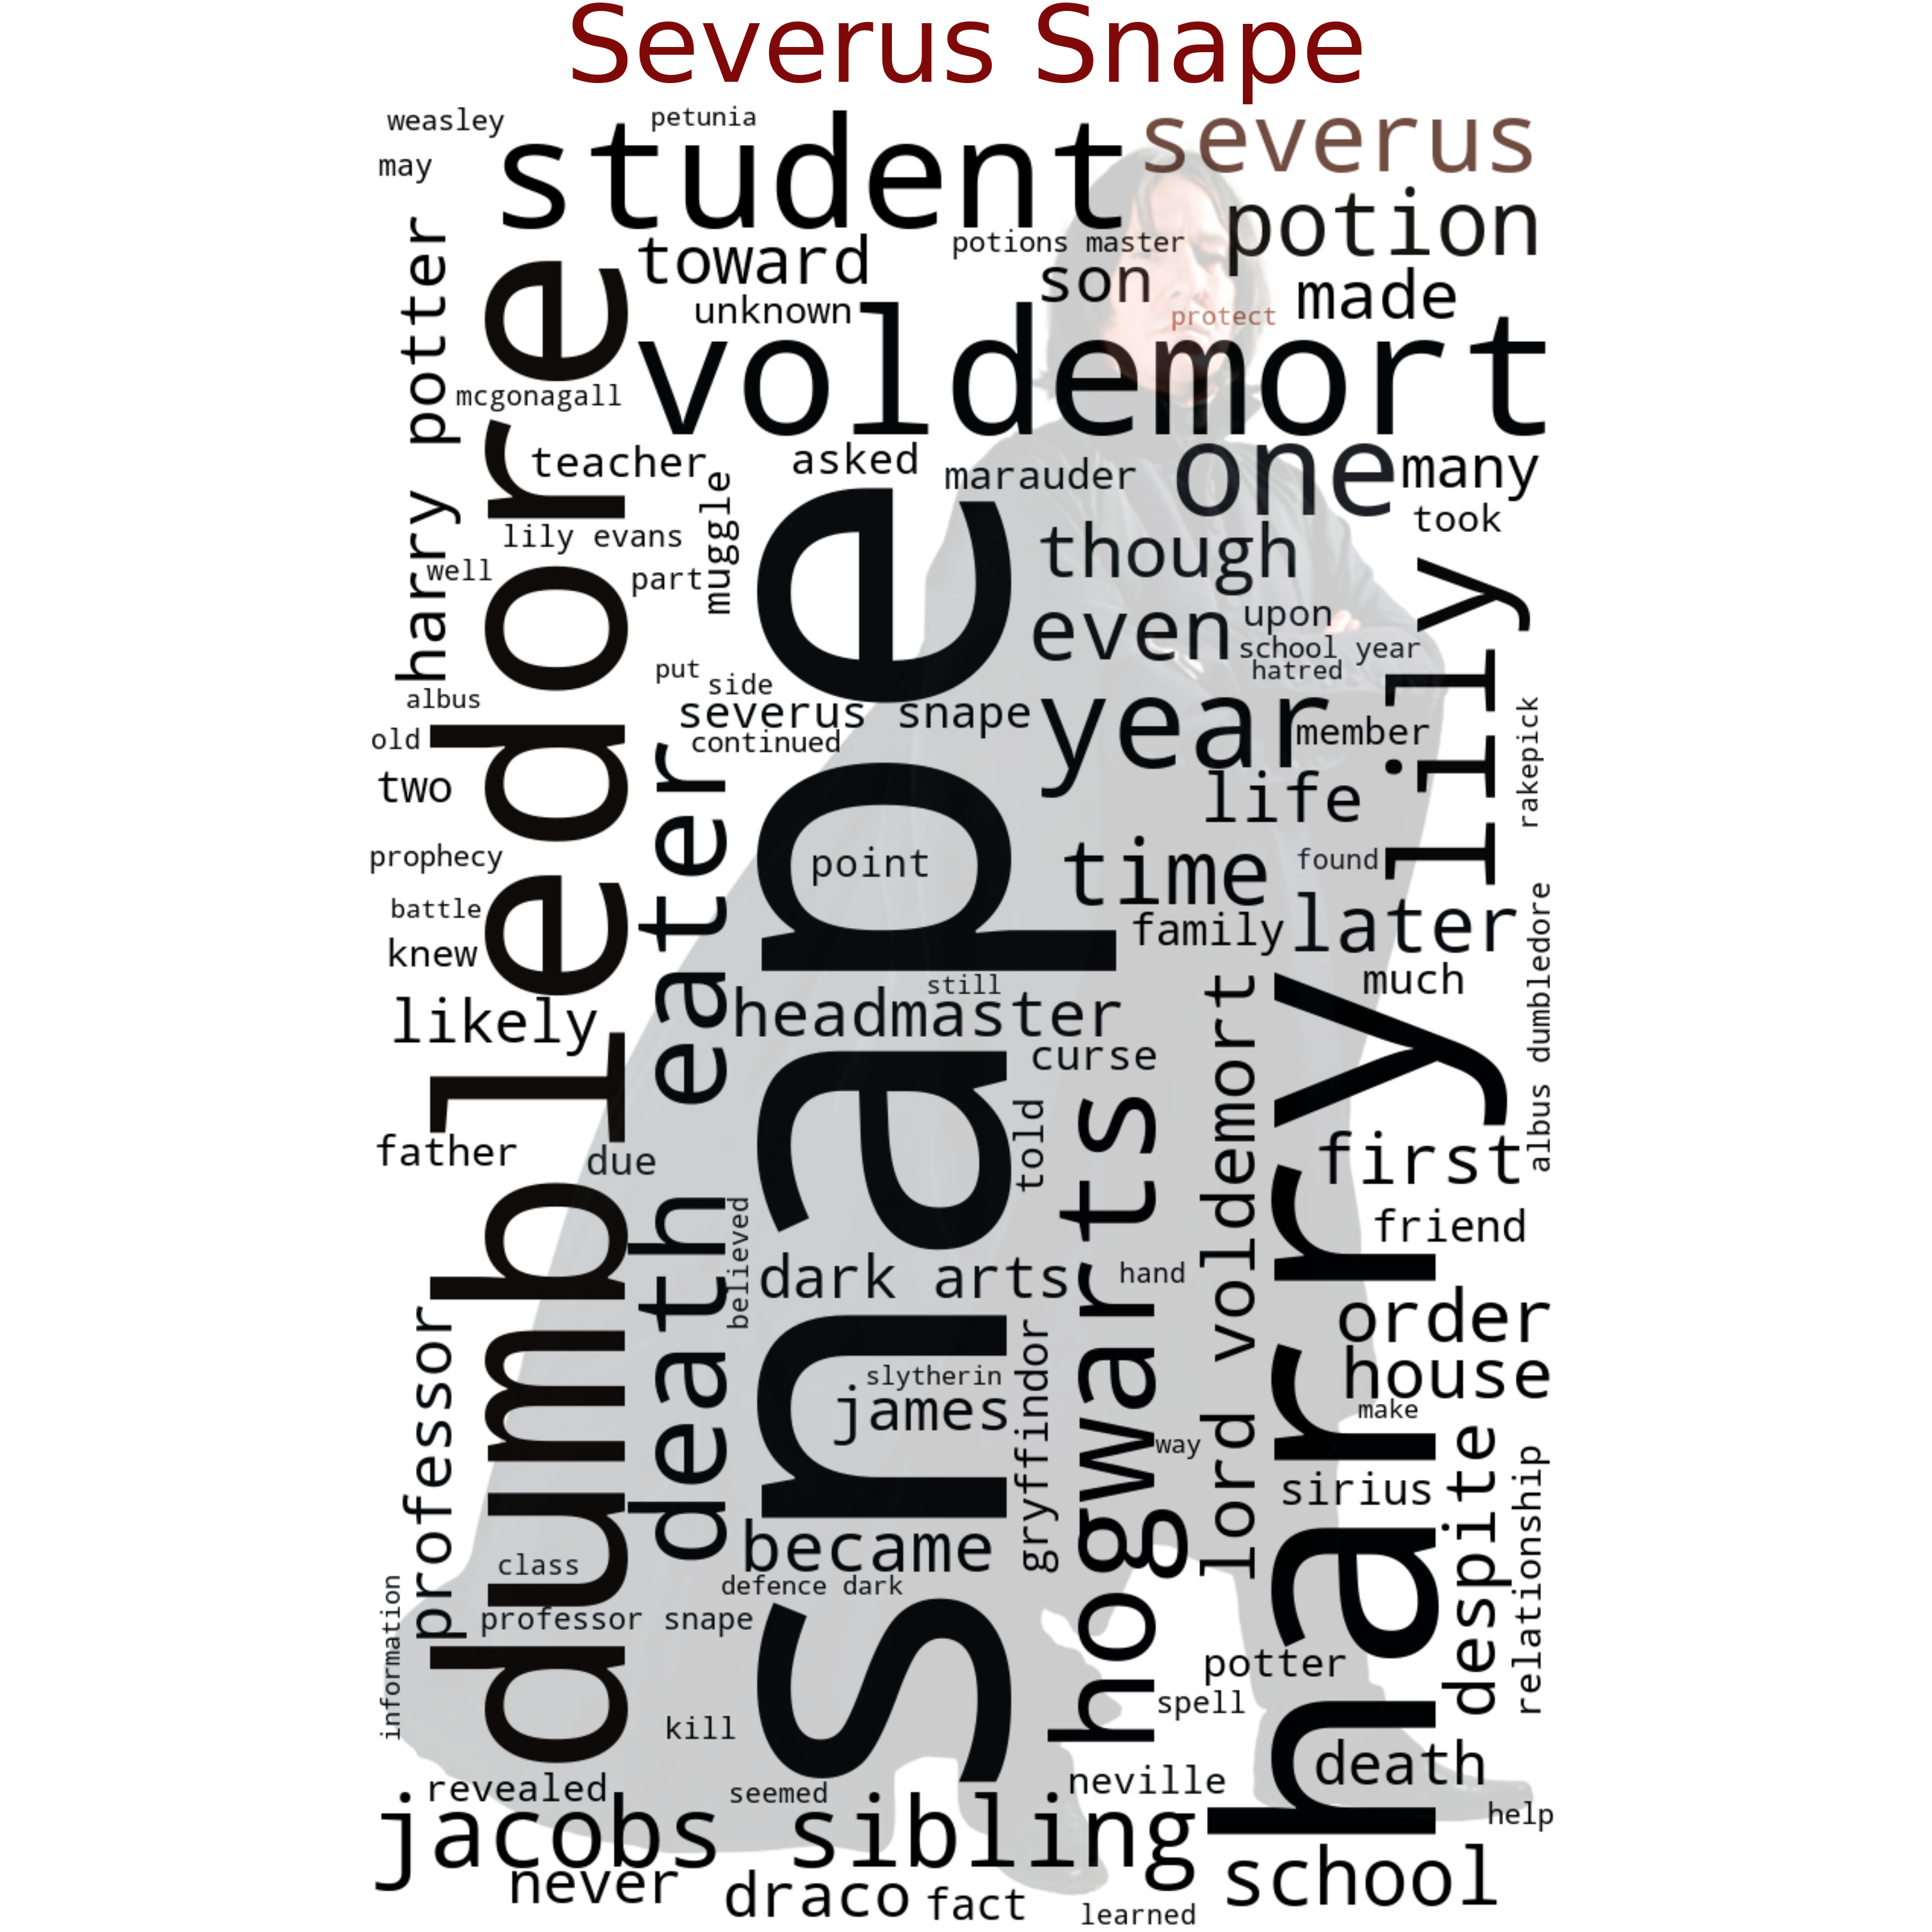 Severus Snape
weasley
petunia
student
severus
may
potion
toward
potions master
son
made
unknown
protect
harry potter
voldemort
mcgonagall
dumbledore
teacher
asked
marauder
one
many
took
muggle
lily evans
though
well
part
lily
even
upon
school year
hatred
put
side
albus
severus snape
year
member
rakepick
old
continued
two
life
snape
point
time
found
prophecy
battle
death eater
family
later
knew
much
albus dumbledore
still
likely
headmaster
curse
lord voldemort
harry
told
father
due
first
hogwarts
believed
friend
dark arts
hand
professor
order
house
slytherin
james
gryffindor
make
way
sirius
despite
relationship
became
class
defence dark
information
professor snape
potter
spell
kill
death
neville
revealed
seemed
help
jacobs sibling
school
never
draco
fact
learned